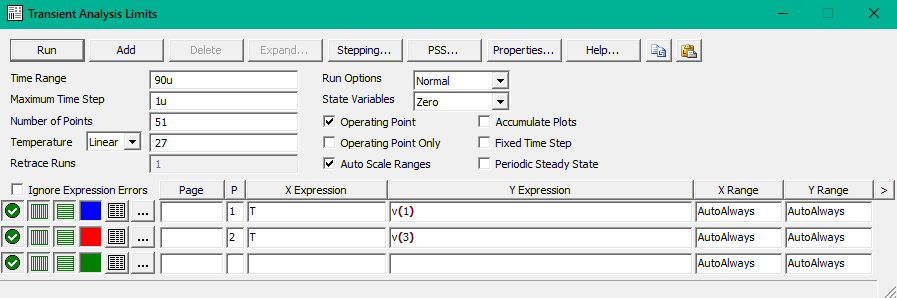 Transient Analysis Limits
Run Add Delete Expand... Stepping... PSS... Properties... Help...
Time Range 90u Run Options Normal
Maximum Time Step 1u State Variables Zero
Number of Points 51 Operating Point Accumulate Plots
Temperature Linear 27 Operating Point Only Fixed Time Step
Retrace Runs 1 Auto Scale Ranges Periodic Steady State
Ignore Expression Errors Page P X Expression Y Expression X Range Y Range >
... 1 T v(1) AutoAlways AutoAlways
... 2 T v(3) AutoAlways AutoAlways
... AutoAlways AutoAlways